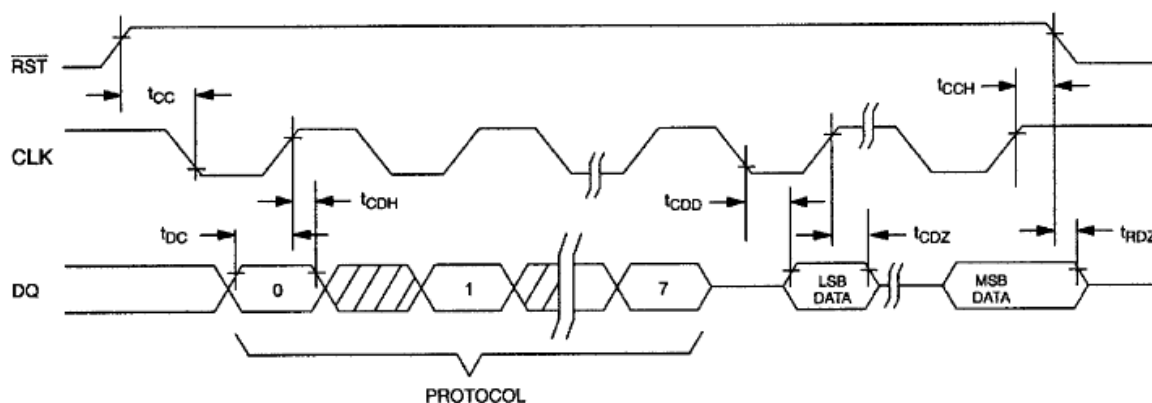 RST
tCC
tCCH
CLK
tCDH
tCDD
tDC
tCDZ
tRDZ
DQ
0
1
7
LSB
DATA
MSB
DATA
PROTOCOL